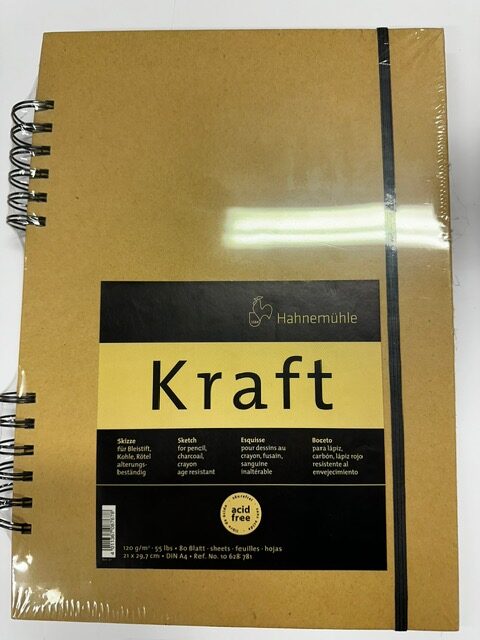 Hahnemühle
Kraft
Skizze
für Bleistift,
Kohle, Rötel
alterungs-
beständig
Sketch
for pencil,
charcoal,
crayon
age resistant
Esquisse
pour dessins au
crayon, fusain,
sanguine
inaltérable
Boceto
para lápiz,
carbón, lápiz rojo
resistente al
envejecimiento
acid
free
120 g/m² · 55 lbs · 80 Blatt · sheets · feuilles · hojas
21 x 29,7 cm · DIN A4 · Ref. No. 10 628 781